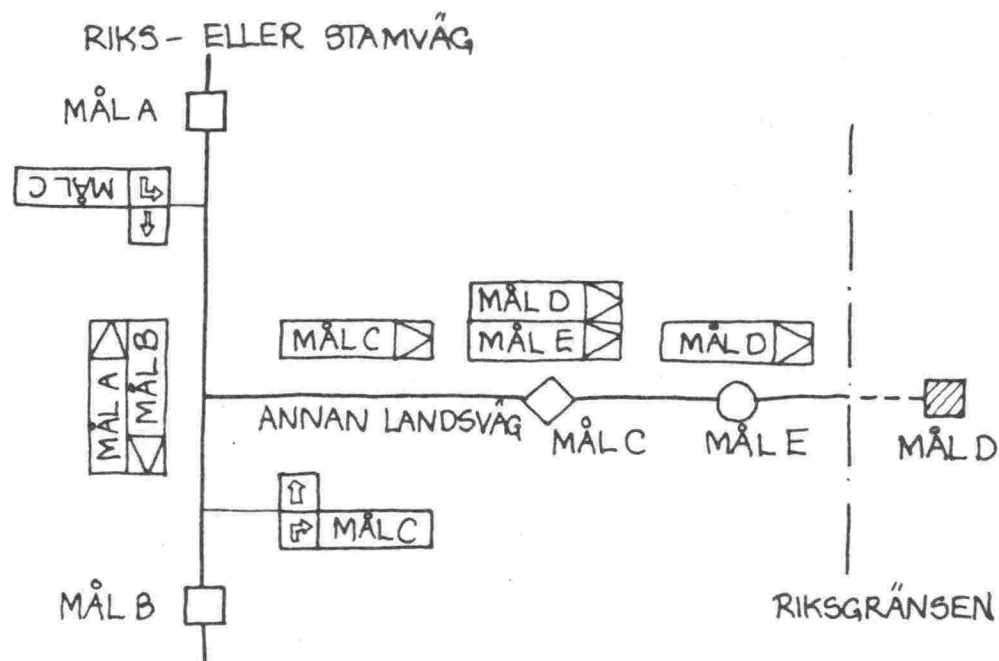 RIKS- ELLER STAMVÄG
MÅL A
MÅL C
MÅL D
MÅL C
MÅL E
MÅL D
MÅL A
MÅL B
ANNAN LANDSVÄG
MÅL C
MÅL E
MÅL D
MÅL C
MÅL B
RIKSGRÄNSEN